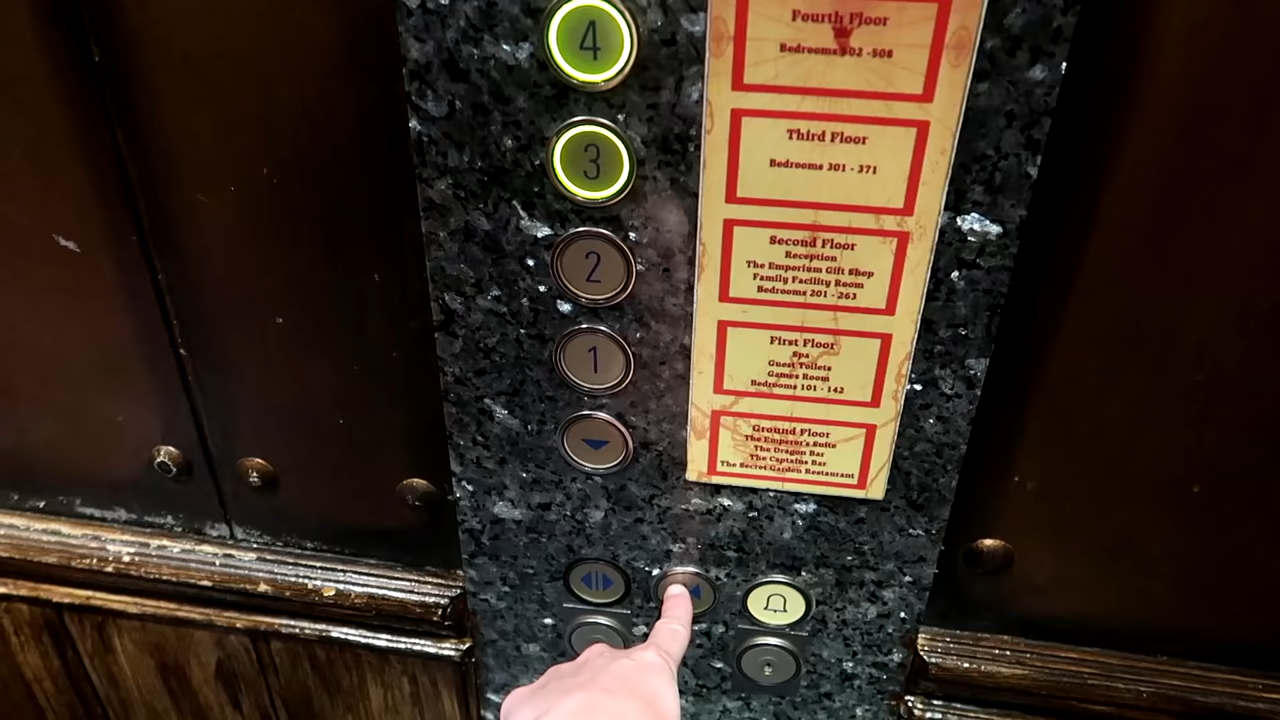 4
3
2
1
Fourth Floor
Bedrooms 502 -508
Third Floor
Bedrooms 301 - 371
Second Floor
Reception
The Emporium Gift Shop
Family Facility Room
Bedrooms 201 - 263
First Floor
Spa
Guest Toilets
Games Room
Bedrooms 101 - 142
Ground Floor
The Emperor's Suite
The Dragon Bar
The Captains Bar
The Secret Garden Restaurant